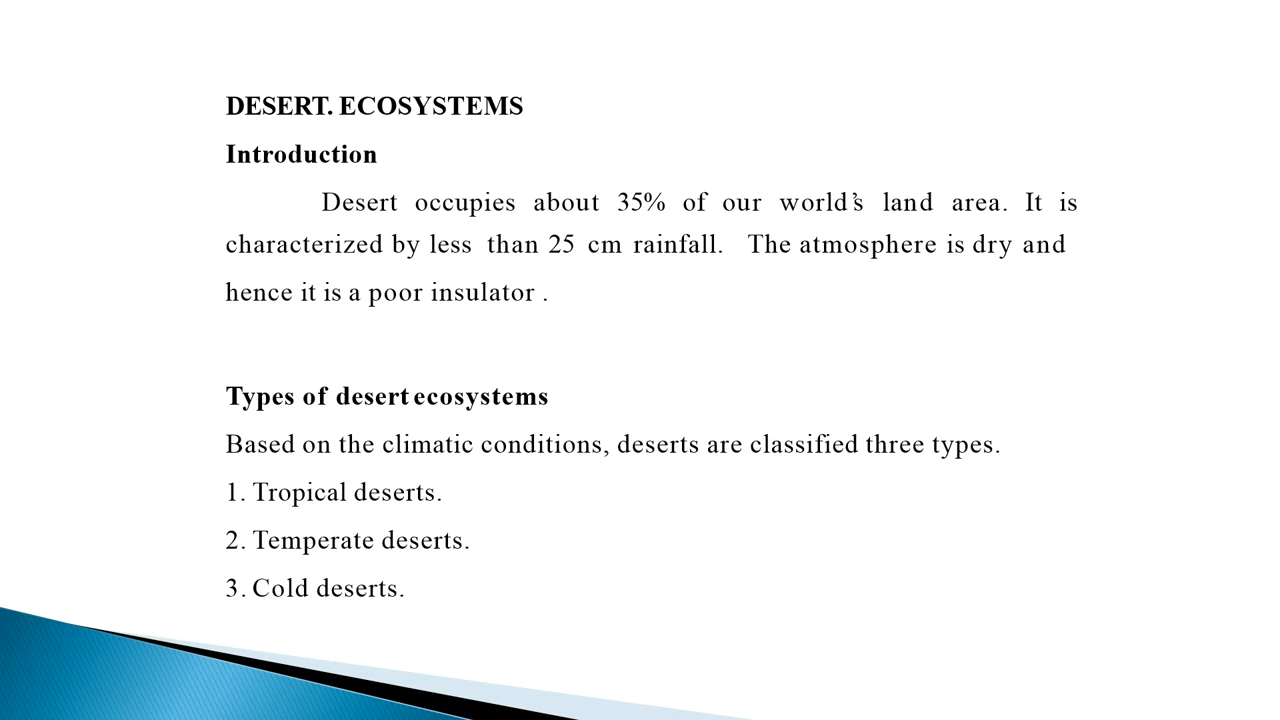 DESERT. ECOSYSTEMS
Introduction
Desert occupies about 35% of our world’s land area. It is
characterized by less than 25 cm rainfall. The atmosphere is dry and
hence it is a poor insulator .
Types of desert ecosystems
Based on the climatic conditions, deserts are classified three types.
1. Tropical deserts.
2. Temperate deserts.
3. Cold deserts.